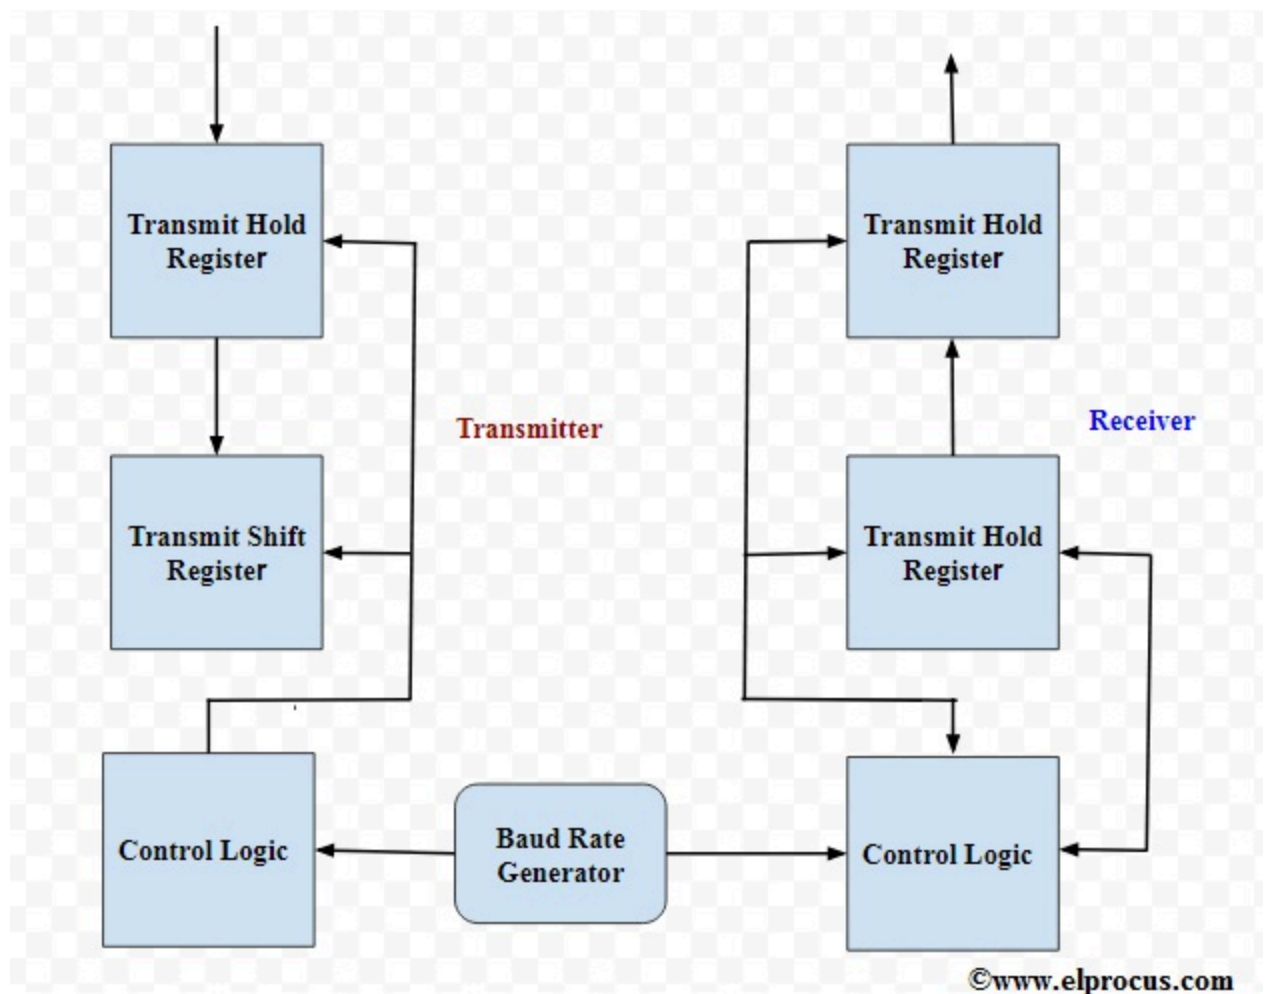 Transmit Hold
Register
Transmit Hold
Register
Transmitter
Receiver
Transmit Shift
Register
Transmit Hold
Register
Control Logic
Baud Rate
Generator
Control Logic
©www.elprocus.com